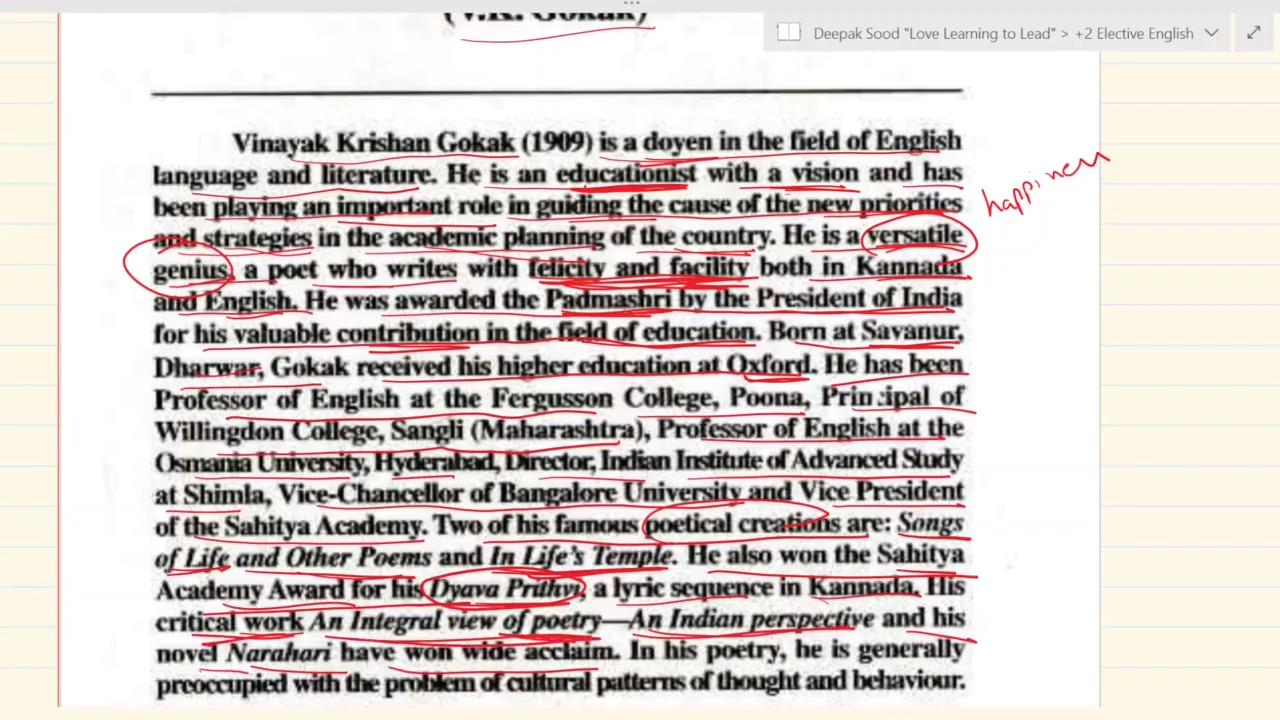 (V.K. Gokak)
Deepak Sood "Love Learning to Lead" > +2 Elective English
Vinayak Krishan Gokak (1909) is a doyen in the field of English
language and literature. He is an educationist with a vision and has
been playing an important role in guiding the cause of the new priorities
and strategies in the academic planning of the country. He is a versatile
genius, a poet who writes with felicity and facility both in Kannada
and English. He was awarded the Padmashri by the President of India
for his valuable contribution in the field of education. Born at Savanur,
Dharwar, Gokak received his higher education at Oxford. He has been
Professor of English at the Fergusson College, Poona, Principal of
Willingdon College, Sangli (Maharashtra), Professor of English at the
Osmania University, Hyderabad, Director, Indian Institute of Advanced Study
at Shimla, Vice-Chancellor of Bangalore University and Vice President
of the Sahitya Academy. Two of his famous poetical creations are: Songs
of Life and Other Poems and In Life's Temple. He also won the Sahitya
Academy Award for his Dyava Prithvi, a lyric sequence in Kannada. His
critical work An Integral view of poetry—An Indian perspective and his
novel Narahari have won wide acclaim. In his poetry, he is generally
preoccupied with the problem of cultural patterns of thought and behaviour.
happiness